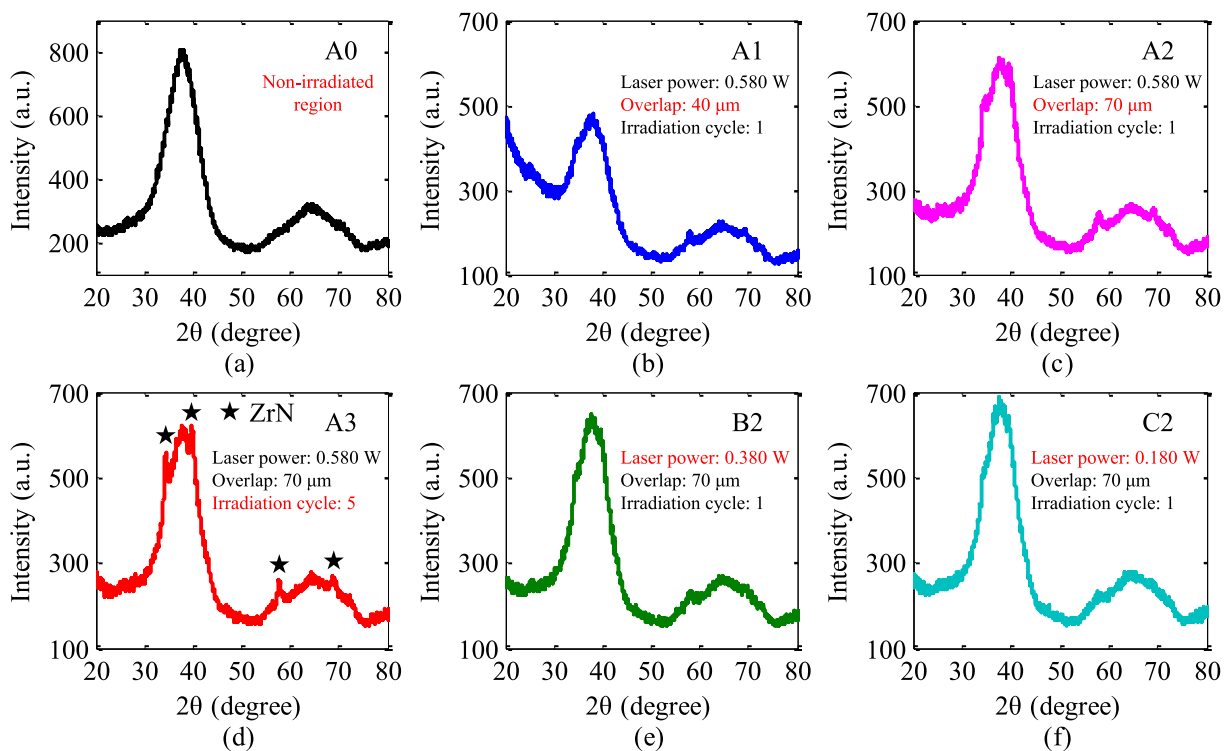 A0
Non-irradiated
region
800
600
400
200
Intensity (a.u.)
20 30 40 50 60 70 80
2θ (degree)
(a)
A1
Laser power: 0.580 W
Overlap: 40 μm
Irradiation cycle: 1
700
500
300
100
Intensity (a.u.)
20 30 40 50 60 70 80
2θ (degree)
(b)
A2
Laser power: 0.580 W
Overlap: 70 μm
Irradiation cycle: 1
700
500
300
100
Intensity (a.u.)
20 30 40 50 60 70 80
2θ (degree)
(c)
A3
★ ZrN
Laser power: 0.580 W
Overlap: 70 μm
Irradiation cycle: 5
700
500
300
100
Intensity (a.u.)
20 30 40 50 60 70 80
2θ (degree)
(d)
B2
Laser power: 0.380 W
Overlap: 70 μm
Irradiation cycle: 1
700
500
300
100
Intensity (a.u.)
20 30 40 50 60 70 80
2θ (degree)
(e)
C2
Laser power: 0.180 W
Overlap: 70 μm
Irradiation cycle: 1
700
500
300
100
Intensity (a.u.)
20 30 40 50 60 70 80
2θ (degree)
(f)